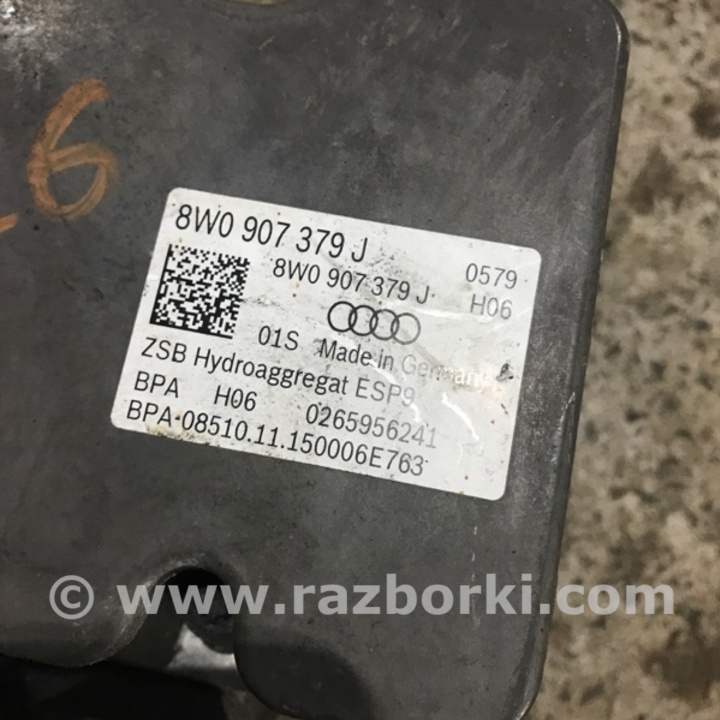 26
8W0 907 379 J
8W0 907 379 J
0579
H06
01S Made in Germany
ZSB Hydroaggregat ESP9
BPA H06 0265956241
BPA-08510.11.150006E763
© www.razborki.com